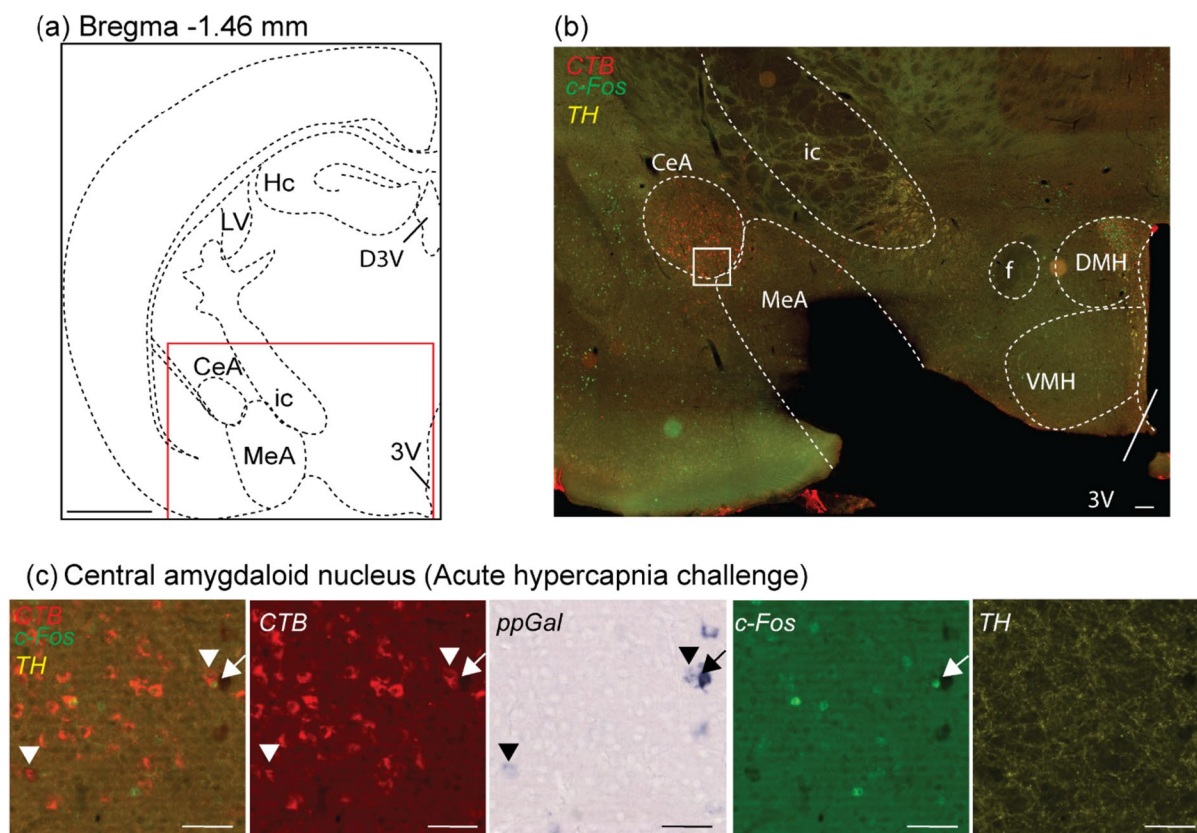 (a) Bregma -1.46 mm
Hc
LV
D3V
CeA
ic
MeA
3V
(b)
CTB
c-Fos
TH
CeA
ic
MeA
f
DMH
VMH
3V
(c) Central amygdaloid nucleus (Acute hypercapnia challenge)
CTB
c-Fos
TH
CTB
ppGal
c-Fos
TH